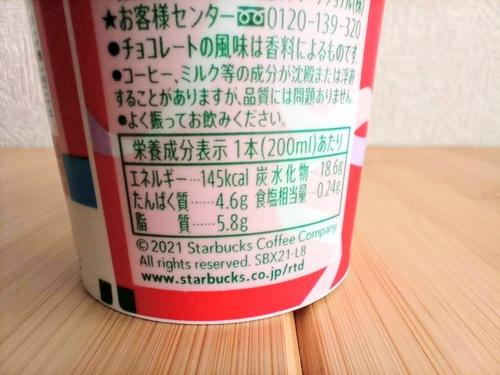 ★お客様センター 0120-139-320
●チョコレートの風味は香料によるものです。
●コーヒー、ミルク等の成分が沈殿または浮遊
することがありますが、品質には問題ありません。
●よく振ってお飲みください。
栄養成分表示 1本(200ml)あたり
エネルギー…145kcal 炭水化物…18.6g
たんぱく質……4.6g 食塩相当量…0.24g
脂 質……5.8g
©2021 Starbucks Coffee Company.
All rights reserved. SBX21-L8
www.starbucks.co.jp/rtd